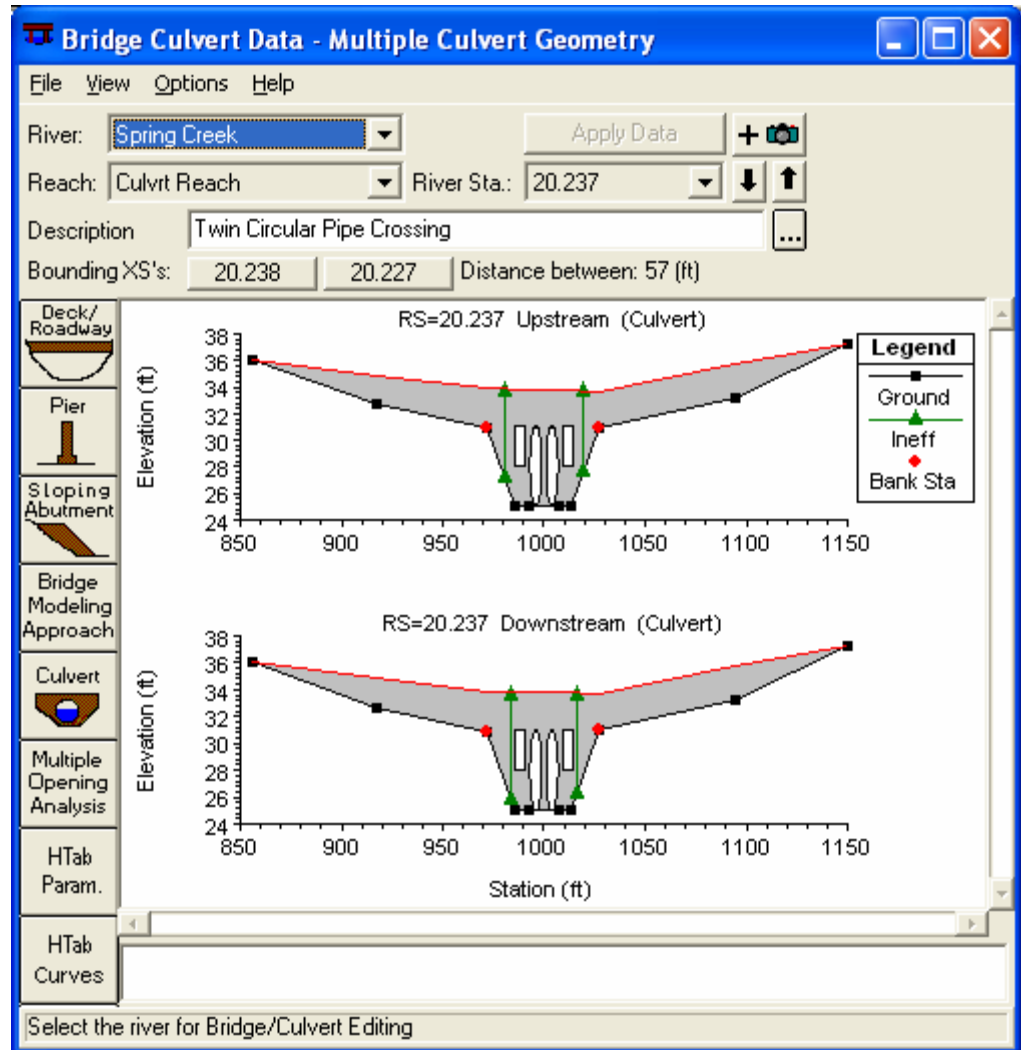 Bridge Culvert Data - Multiple Culvert Geometry
File View Options Help
River: Spring Creek Apply Data +
Reach: Culvrt Reach River Sta.: 20.237
Description Twin Circular Pipe Crossing ...
Bounding XS's: 20.238 20.227 Distance between: 57 (ft)
Deck/
Roadway
Pier
Sloping
Abutment
Bridge
Modeling
Approach
Culvert
Multiple
Opening
Analysis
HTab
Param.
HTab
Curves
RS=20.237 Upstream (Culvert)
Elevation (ft)
38
36
34
32
30
28
26
24
850 900 950 1000 1050 1100 1150
Legend
Ground
Ineff
Bank Sta
RS=20.237 Downstream (Culvert)
Elevation (ft)
38
36
34
32
30
28
26
24
850 900 950 1000 1050 1100 1150
Station (ft)
Select the river for Bridge/Culvert Editing